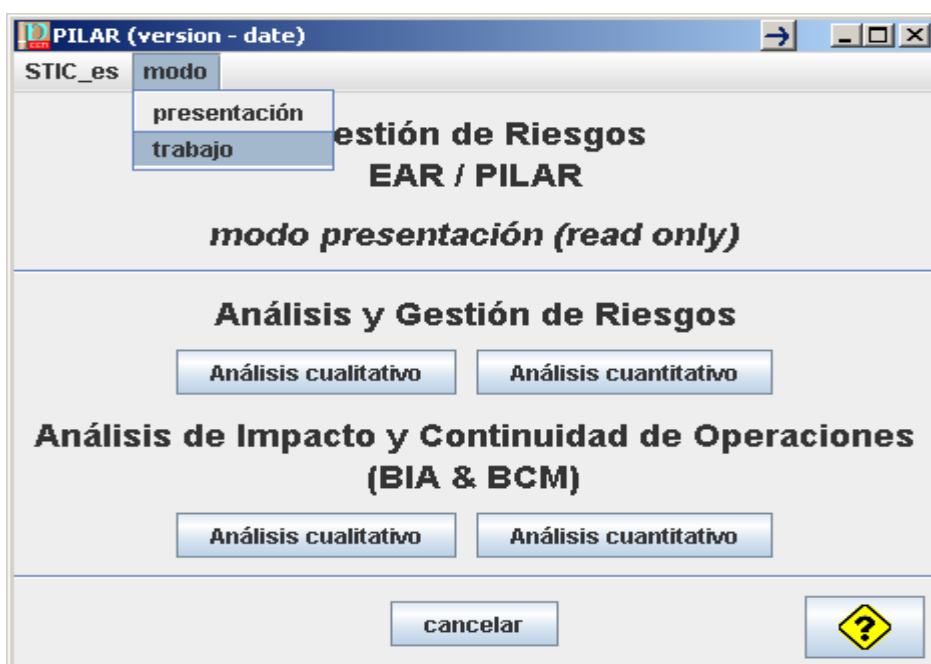 PILAR (version - date)
STIC_es modo
presentación
trabajo
estión de Riesgos
EAR / PILAR
modo presentación (read only)
Análisis y Gestión de Riesgos
Análisis cualitativo Análisis cuantitativo
Análisis de Impacto y Continuidad de Operaciones
(BIA & BCM)
Análisis cualitativo Análisis cuantitativo
cancelar
?